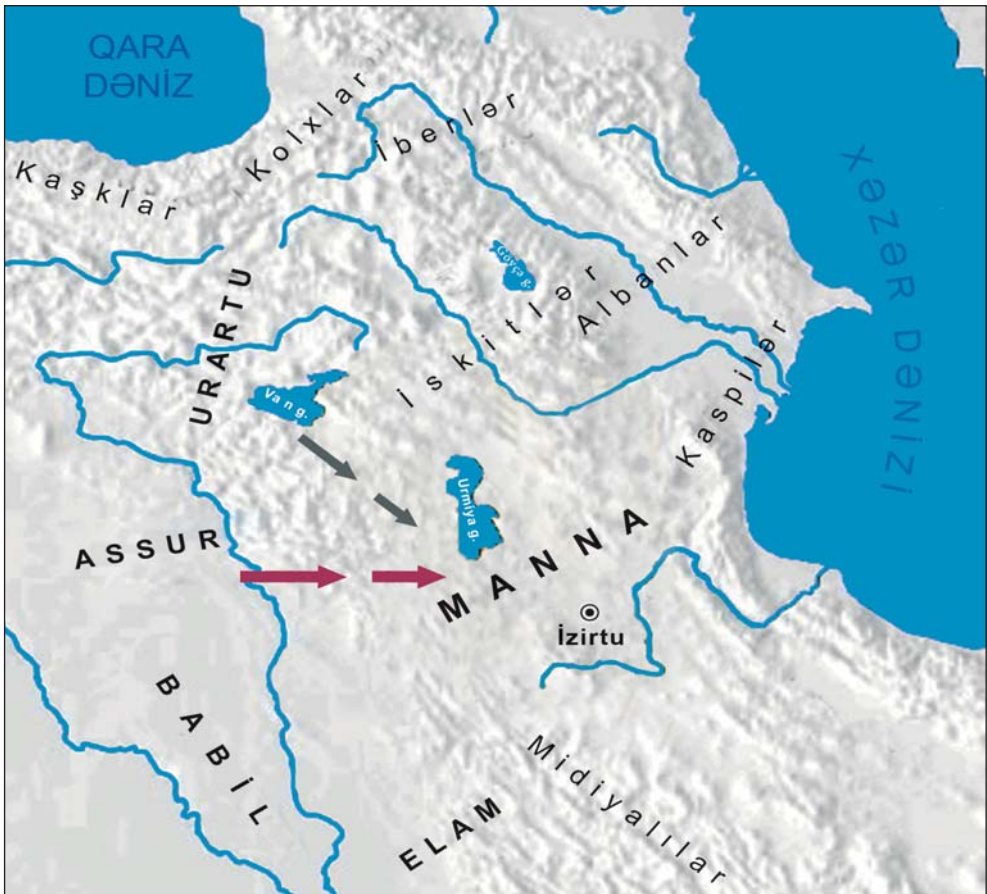 QARA
DƏNİZ
Kolxlar
İberlər
Kaşklar
XƏZƏR DƏNİZİ
Göyçə g.
Albanlar
İskitlər
URARTU
Van g.
Kaspilər
Urmiya g.
ASSUR
MANNA
İzirtu
BABİL
Midiyalılar
ELAM